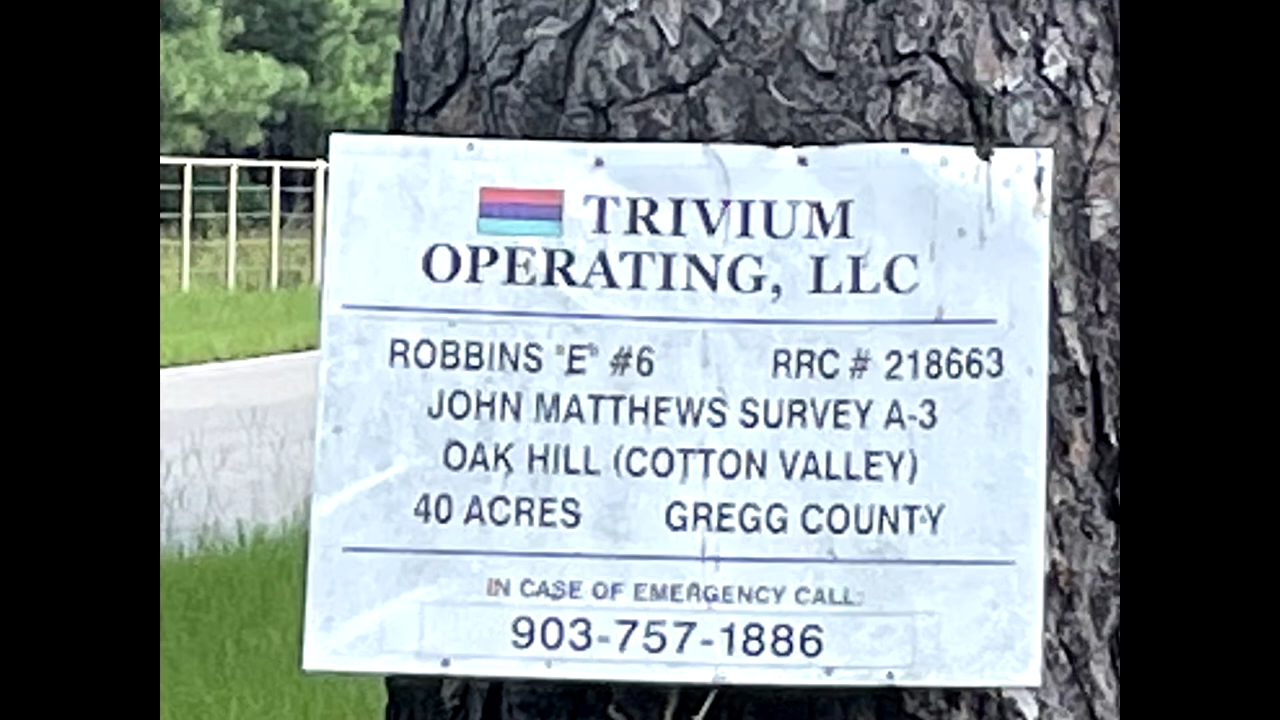 TRIVIUM
OPERATING, LLC
ROBBINS "E" #6 RRC # 218663
JOHN MATTHEWS SURVEY A-3
OAK HILL (COTTON VALLEY)
40 ACRES GREGG COUNTY
IN CASE OF EMERGENCY CALL:
903-757-1886